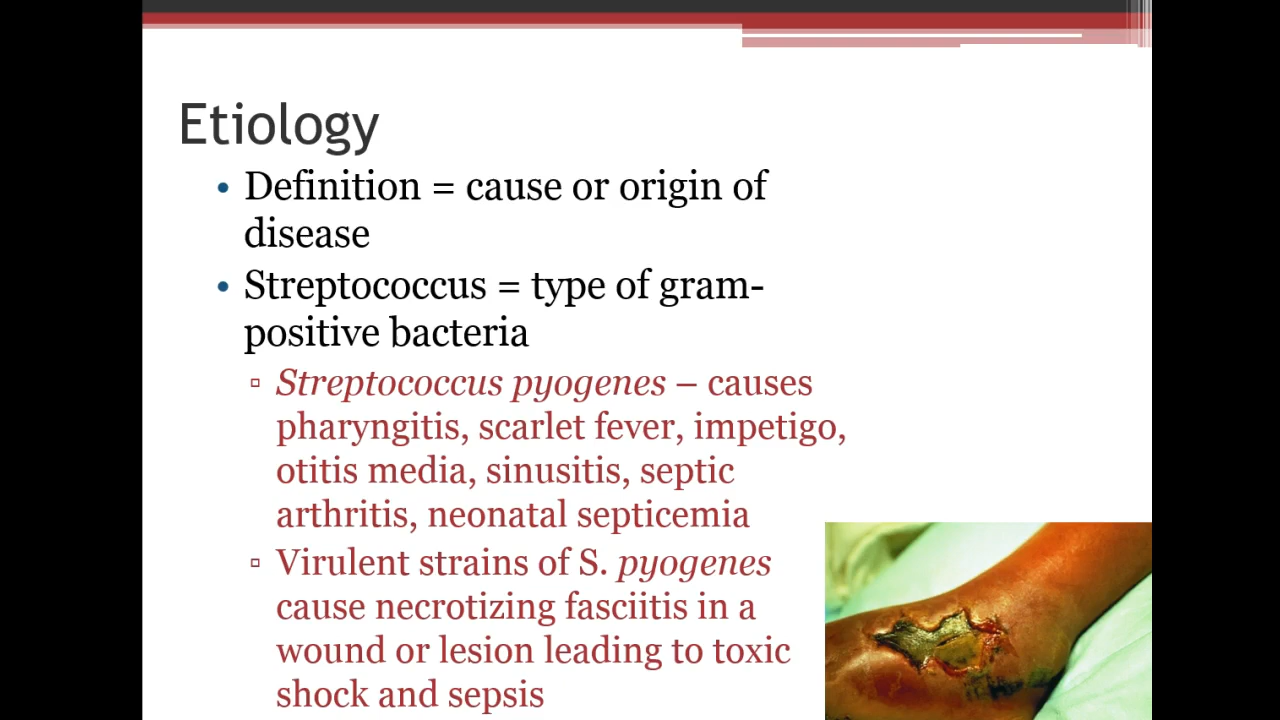 Etiology
• Definition = cause or origin of
disease
• Streptococcus = type of gram-
positive bacteria
▫ Streptococcus pyogenes – causes
pharyngitis, scarlet fever, impetigo,
otitis media, sinusitis, septic
arthritis, neonatal septicemia
▫ Virulent strains of S. pyogenes
cause necrotizing fasciitis in a
wound or lesion leading to toxic
shock and sepsis